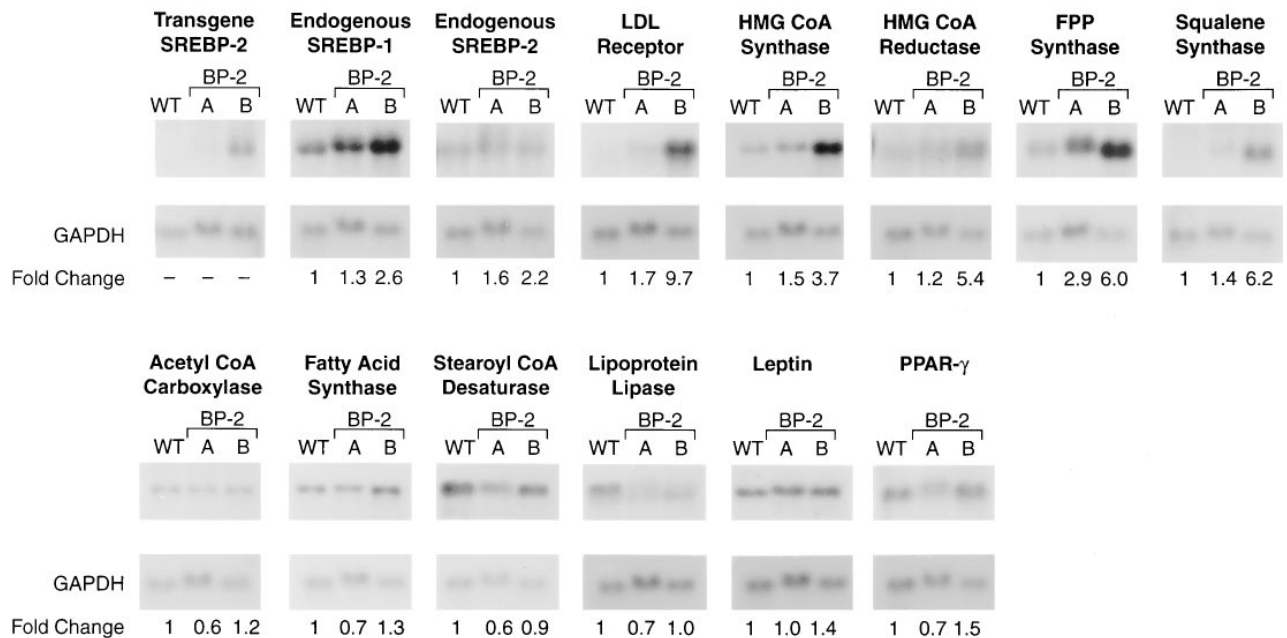 Transgene Endogenous Endogenous LDL HMG CoA HMG CoA FPP Squalene
SREBP-2 SREBP-1 SREBP-2 Receptor Synthase Reductase Synthase Synthase
BP-2 BP-2 BP-2 BP-2 BP-2 BP-2 BP-2 BP-2
WT A B WT A B WT A B WT A B WT A B WT A B WT A B WT A B
GAPDH
Fold Change – – – 1 1.3 2.6 1 1.6 2.2 1 1.7 9.7 1 1.5 3.7 1 1.2 5.4 1 2.9 6.0 1 1.4 6.2
Acetyl CoA Fatty Acid Stearoyl CoA Lipoprotein Leptin PPAR-γ
Carboxylase Synthase Desaturase Lipase
BP-2 BP-2 BP-2 BP-2 BP-2 BP-2
WT A B WT A B WT A B WT A B WT A B WT A B
GAPDH
Fold Change 1 0.6 1.2 1 0.7 1.3 1 0.6 0.9 1 0.7 1.0 1 1.0 1.4 1 0.7 1.5